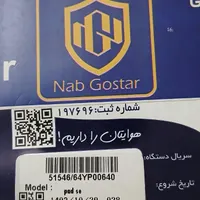 Nab Gostar
شماره ثبت: ۱۹۷۶۹۶
هوایتان را داریم!
سریال دستگاه:
51546/64YP00640
تاریخ شروع:
Model :